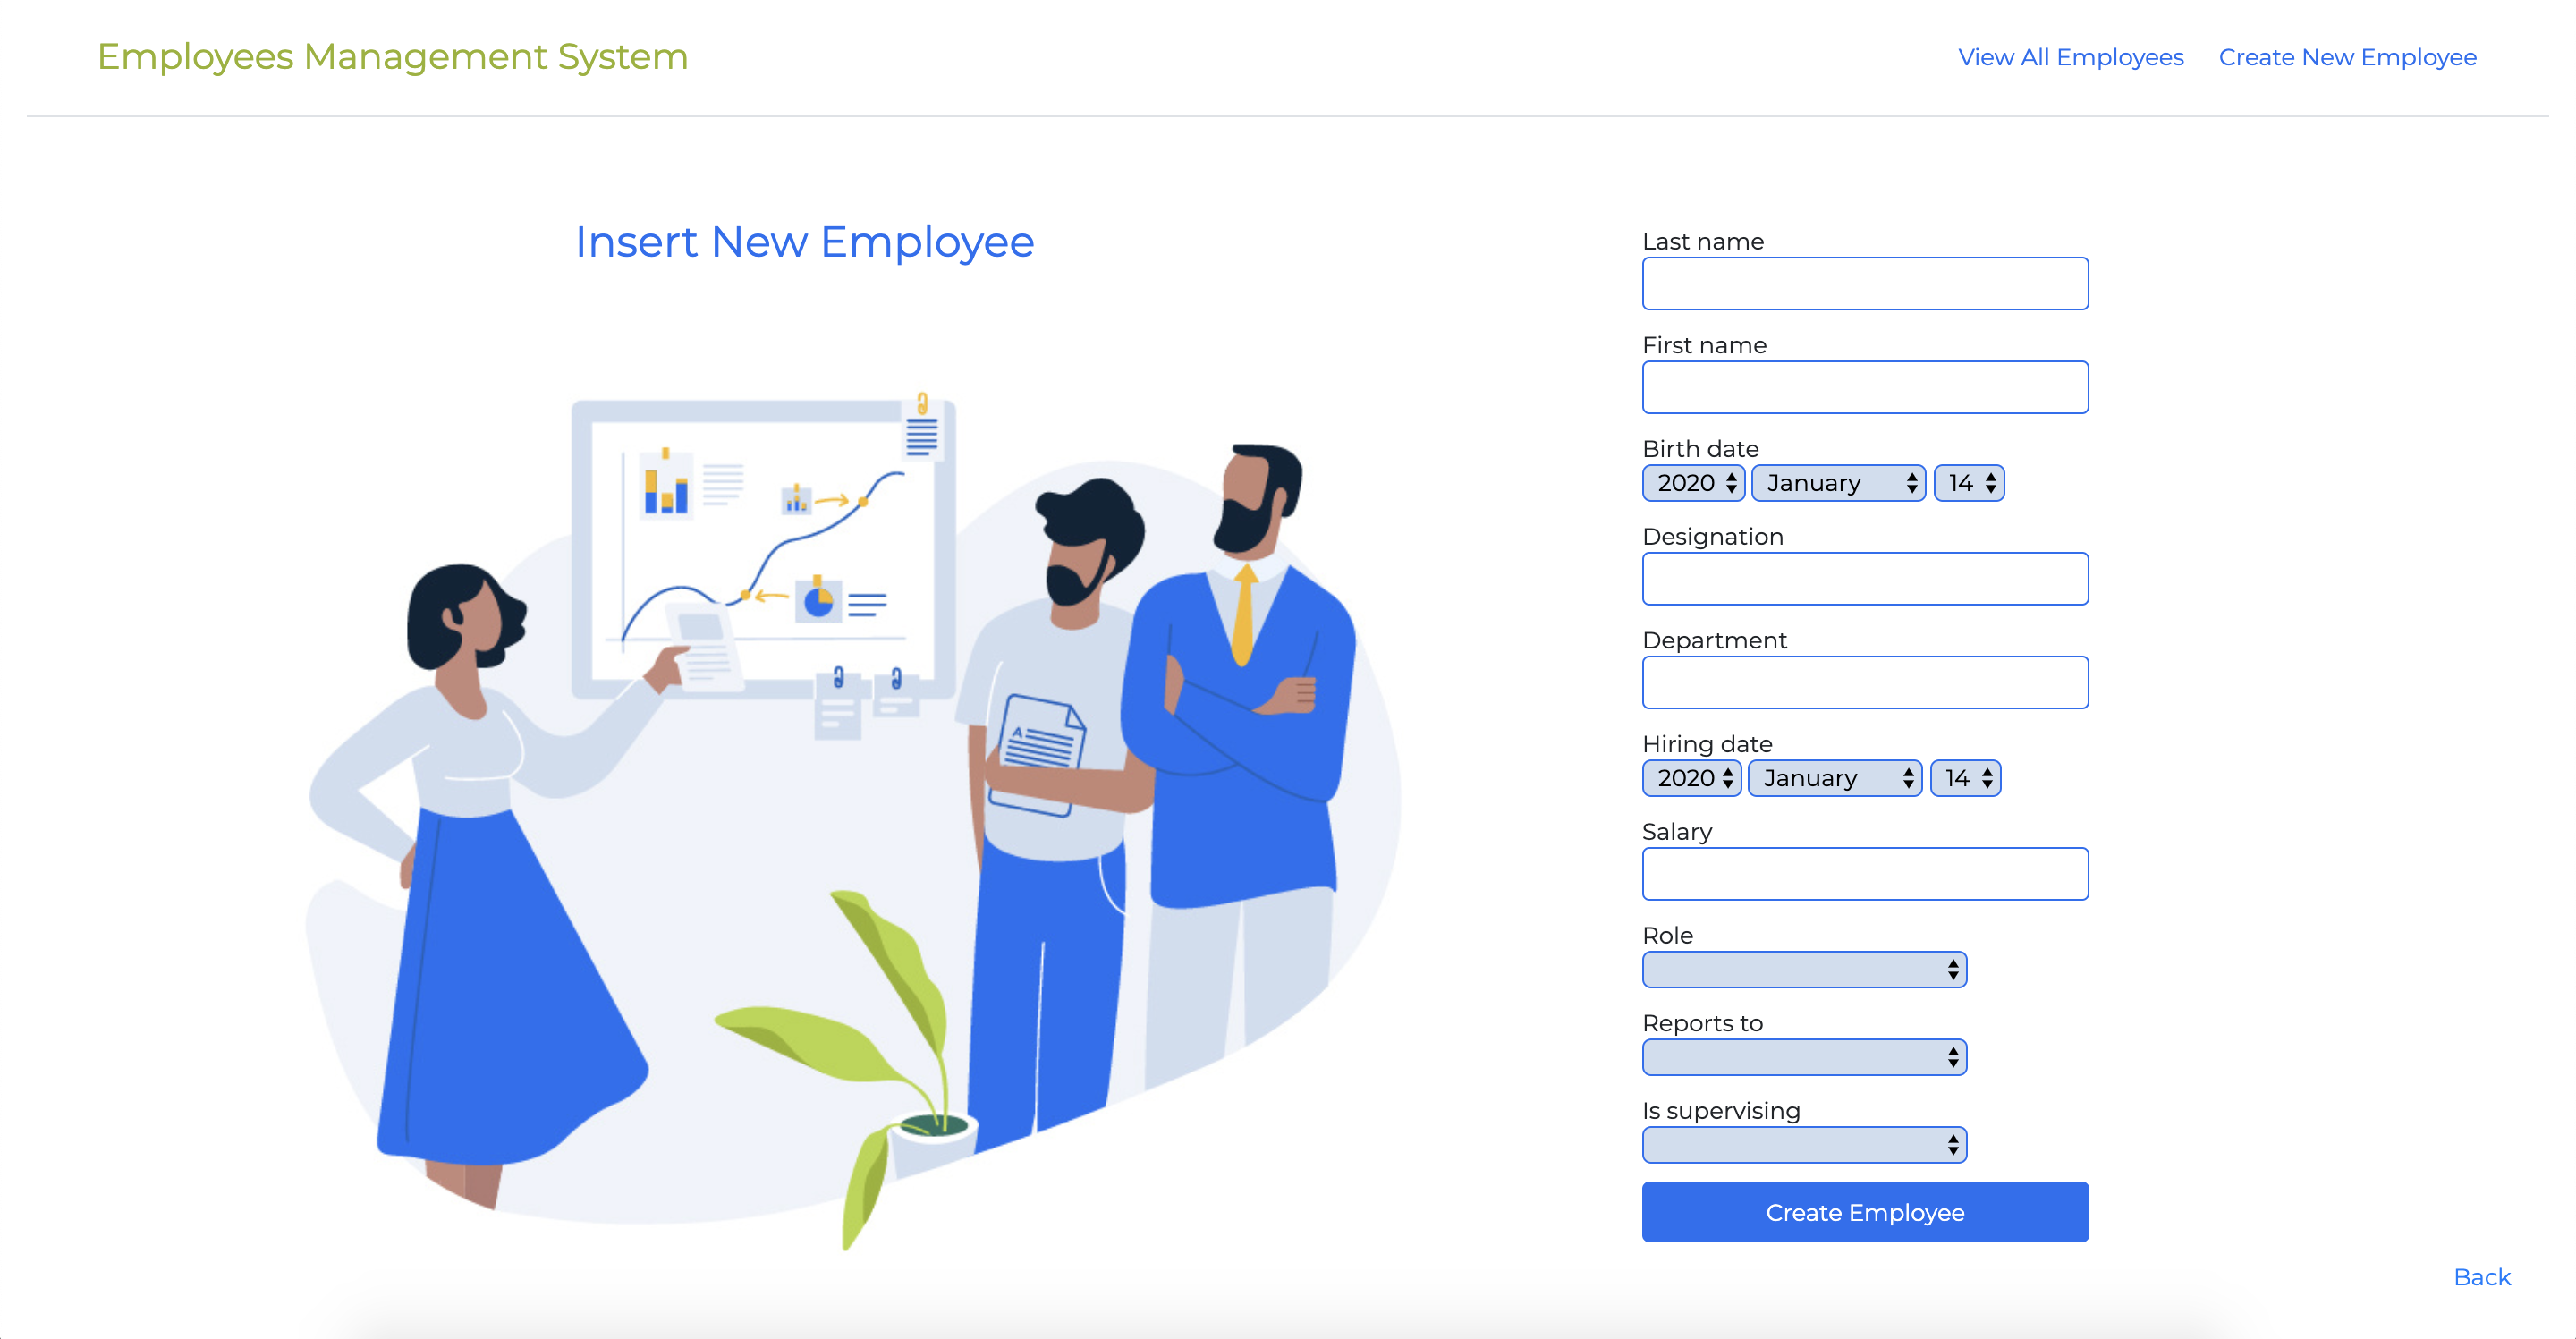 Employees Management System
View All Employees
Create New Employee
Insert New Employee
Last name
First name
Birth date
2020 January 14
Designation
Department
Hiring date
2020 January 14
Salary
Role
Reports to
Is supervising
Create Employee
Back
A